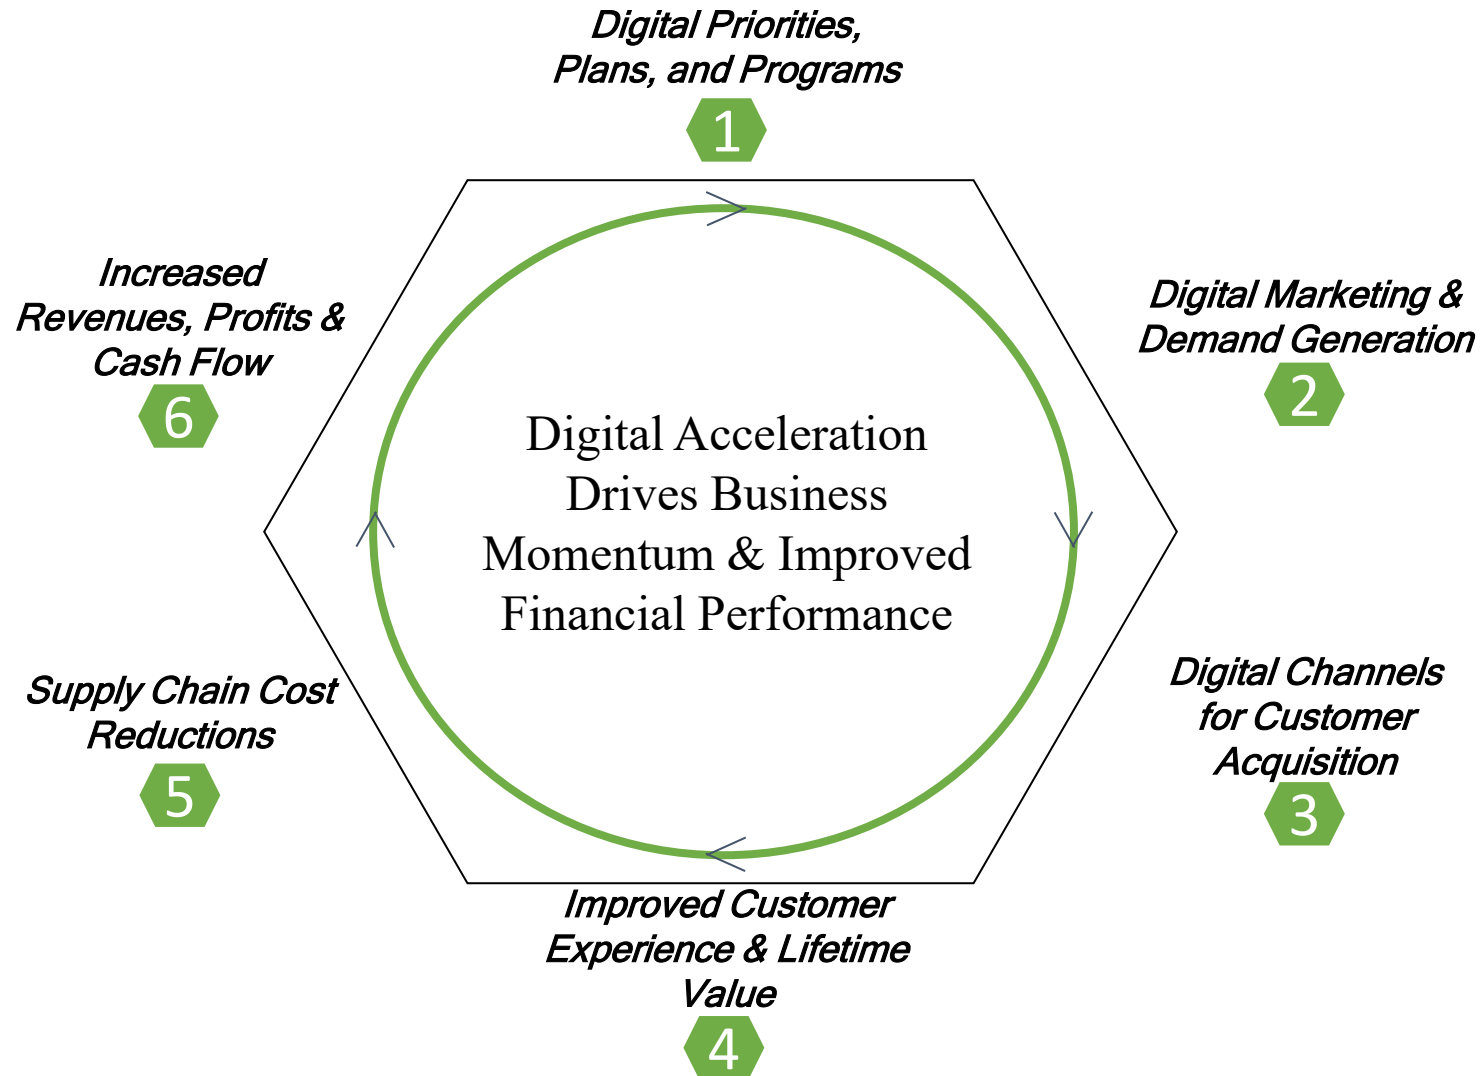 Digital Priorities,
Plans, and Programs
1
Digital Marketing &
Demand Generation
2
Digital Channels
for Customer
Acquisition
3
Improved Customer
Experience & Lifetime
Value
4
Supply Chain Cost
Reductions
5
Increased
Revenues, Profits &
Cash Flow
6
Digital Acceleration
Drives Business
Momentum & Improved
Financial Performance